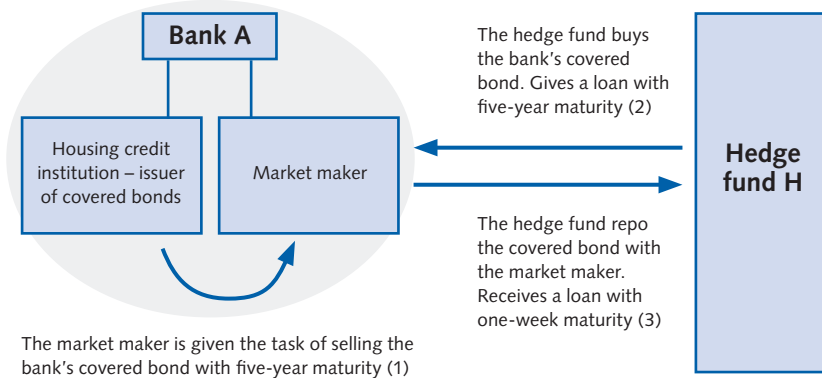 Bank A
Housing credit
institution – issuer
of covered bonds
Market maker
The market maker is given the task of selling the
bank's covered bond with five-year maturity (1)
The hedge fund buys
the bank's covered
bond. Gives a loan with
five-year maturity (2)
The hedge fund repo
the covered bond with
the market maker.
Receives a loan with
one-week maturity (3)
Hedge
fund H